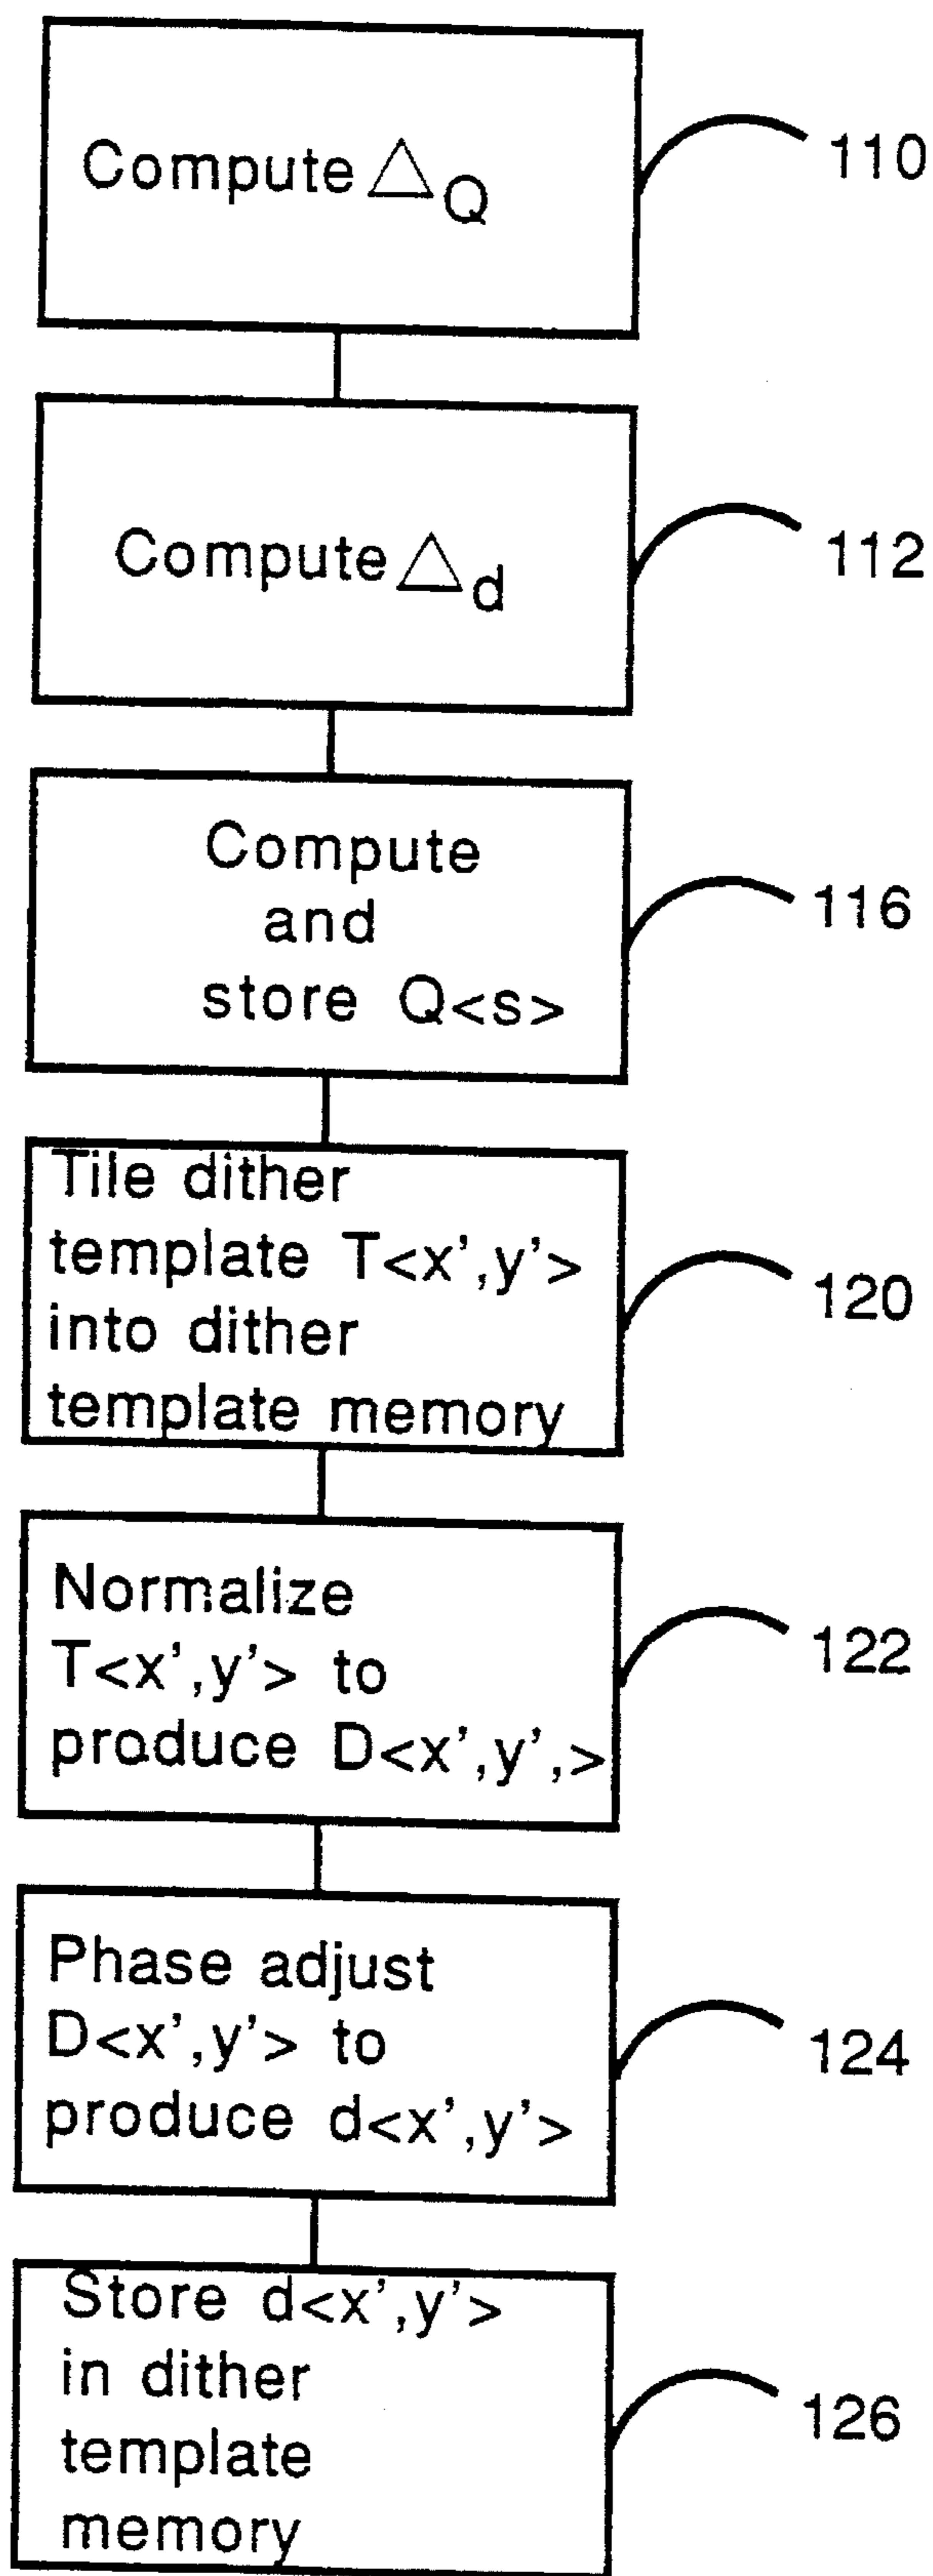 Compute △Q
110
Compute △d
112
Compute
and
store Q<s>
116
Tile dither
template T<x',y'>
into dither
template memory
120
Normalize
T<x',y'> to
produce D<x',y',>
122
Phase adjust
D<x',y'> to
produce d<x',y'>
124
Store d<x',y'>
in dither
template
memory
126